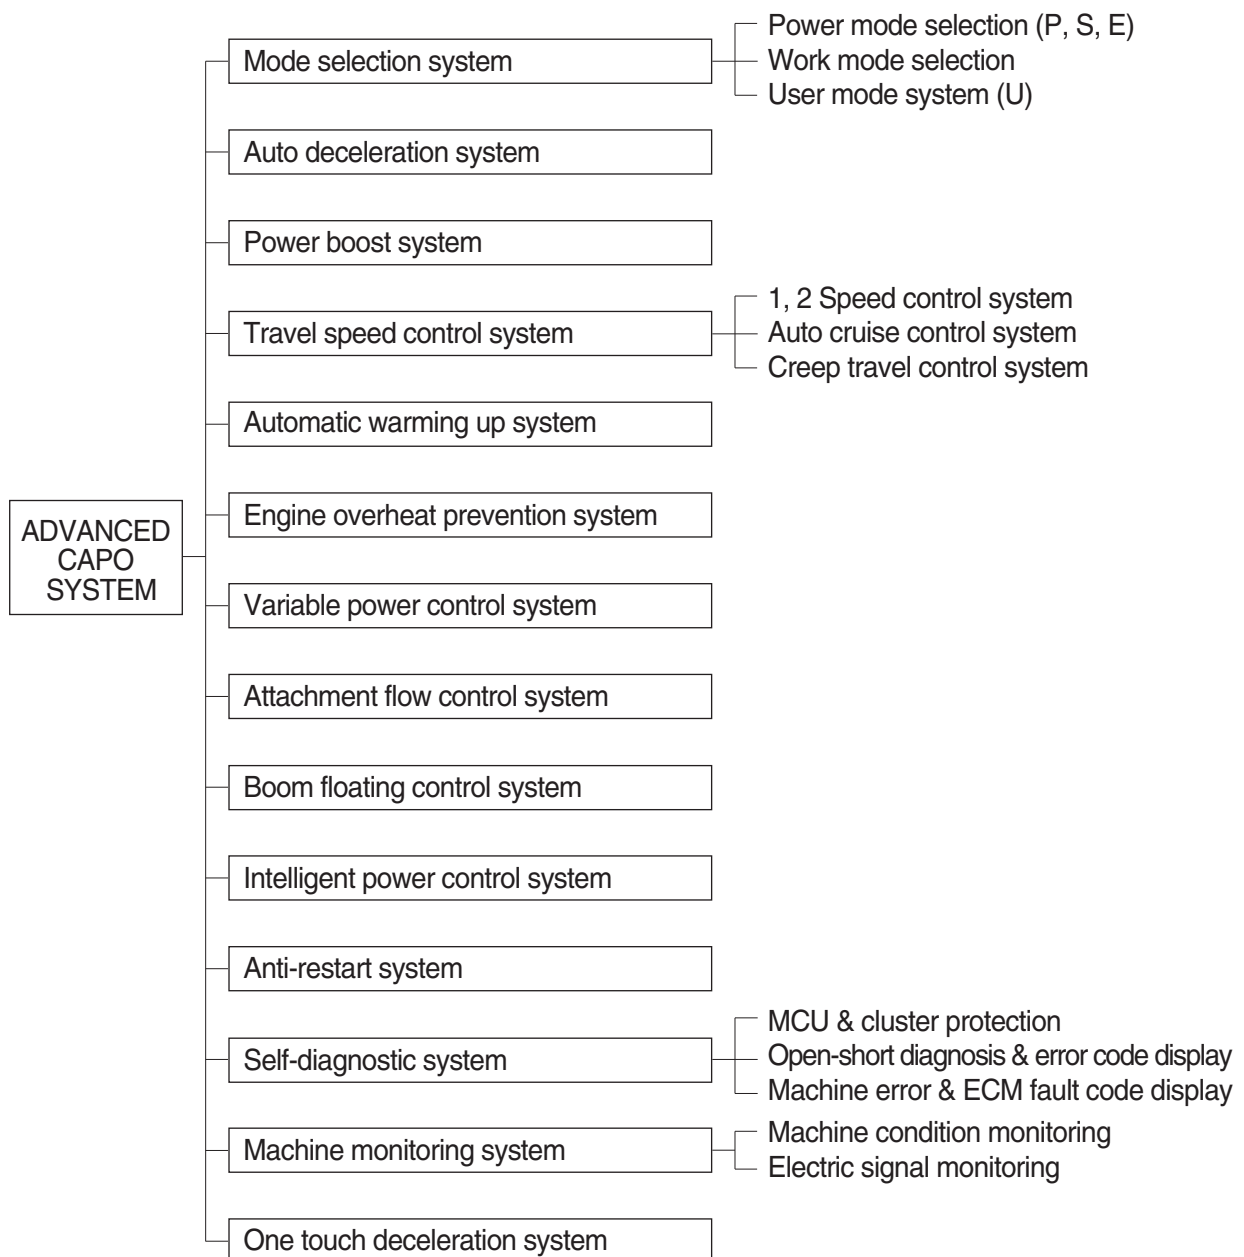 Power mode selection (P, S, E)
Mode selection system
Work mode selection
User mode system (U)
Auto deceleration system
Power boost system
1, 2 Speed control system
Travel speed control system
Auto cruise control system
Creep travel control system
Automatic warming up system
Engine overheat prevention system
ADVANCED
CAPO
SYSTEM
Variable power control system
Attachment flow control system
Boom floating control system
Intelligent power control system
Anti-restart system
MCU & cluster protection
Self-diagnostic system
Open-short diagnosis & error code display
Machine error & ECM fault code display
Machine monitoring system
Machine condition monitoring
Electric signal monitoring
One touch deceleration system